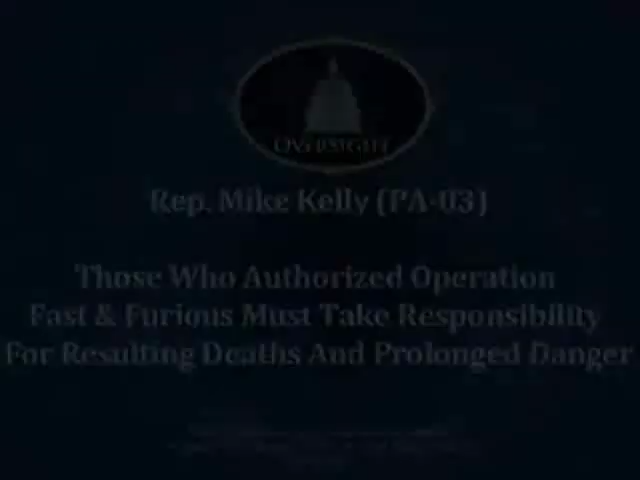 OVERSIGHT
Rep. Mike Kelly (PA-03)
Those Who Authorized Operation
Fast & Furious Must Take Responsibility
For Resulting Deaths And Prolonged Danger